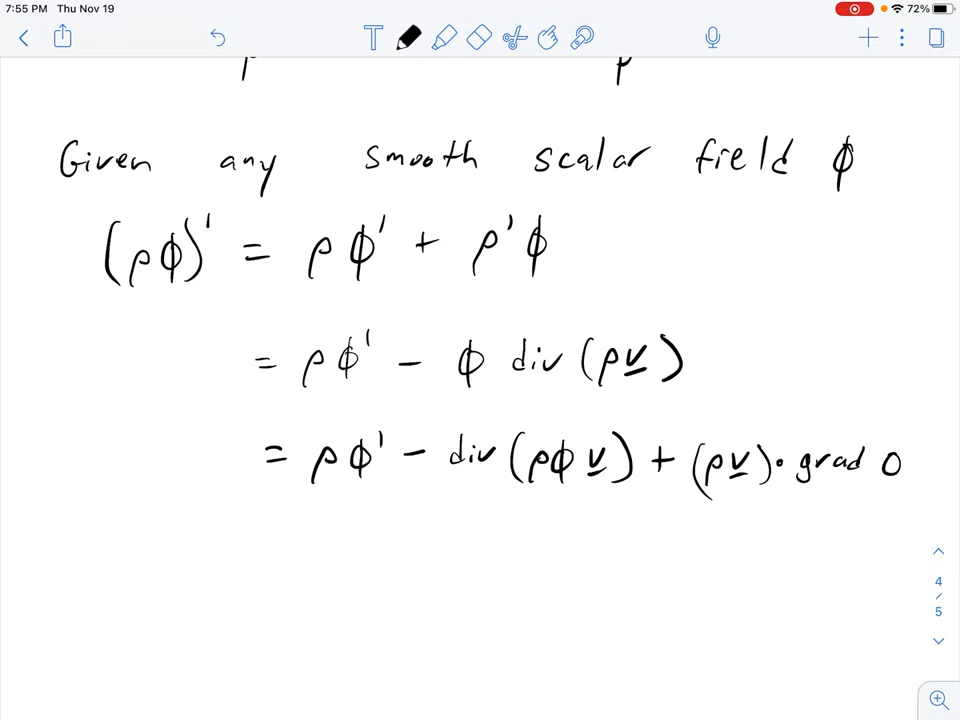 7:55 PM Thu Nov 19 72%
T
Given any smooth scalar field ϕ
(ρϕ)' = ρϕ' + ρ'ϕ
= ρϕ' - ϕ div(ρv)
= ρϕ' - div(ρϕv) + (ρv)·grad o
4
/
5